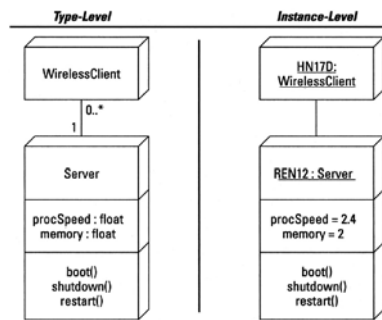 Type-Level
Instance-Level
WirelessClient
0..*
1
Server
procSpeed : float
memory : float
boot()
shutdown()
restart()
HN17D:
WirelessClient
REN12 : Server
procSpeed = 2.4
memory = 2
boot()
shutdown()
restart()